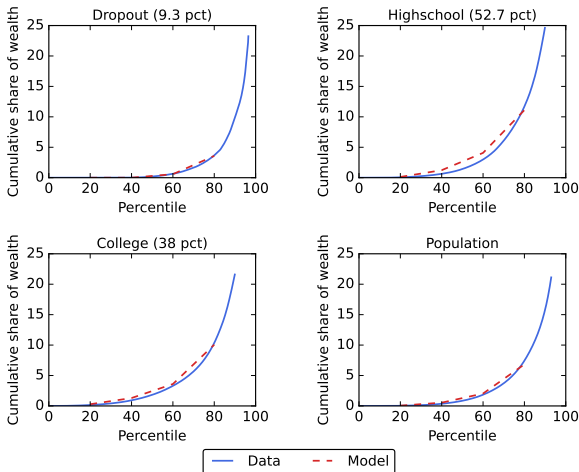 Dropout (9.3 pct)
Cumulative share of wealth
25
20
15
10
5
0
0 20 40 60 80 100
Percentile
Highschool (52.7 pct)
Cumulative share of wealth
25
20
15
10
5
0
0 20 40 60 80 100
Percentile
College (38 pct)
Cumulative share of wealth
25
20
15
10
5
0
0 20 40 60 80 100
Percentile
Population
Cumulative share of wealth
25
20
15
10
5
0
0 20 40 60 80 100
Percentile
Data Model